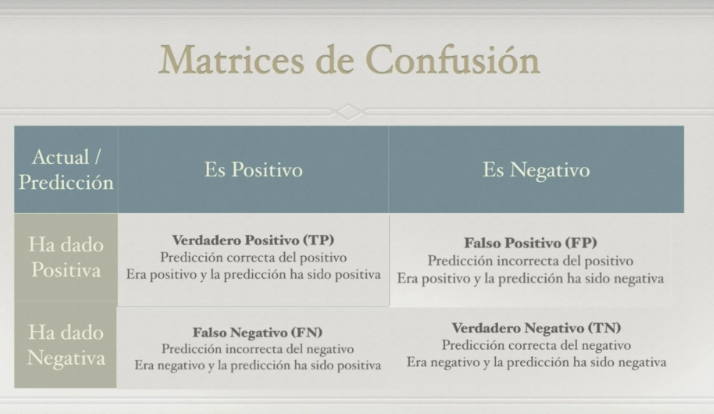 Matrices de Confusión
Actual /
Predicción
Es Positivo
Es Negativo
Ha dado
Positiva
Verdadero Positivo (TP)
Predicción correcta del positivo
Era positivo y la predicción ha sido positiva
Falso Positivo (FP)
Predicción incorrecta del positivo
Era positivo y la predicción ha sido negativa
Ha dado
Negativa
Falso Negativo (FN)
Predicción incorrecta del negativo
Era negativo y la predicción ha sido positiva
Verdadero Negativo (TN)
Predicción correcta del negativo
Era negativo y la predicción ha sido negativa